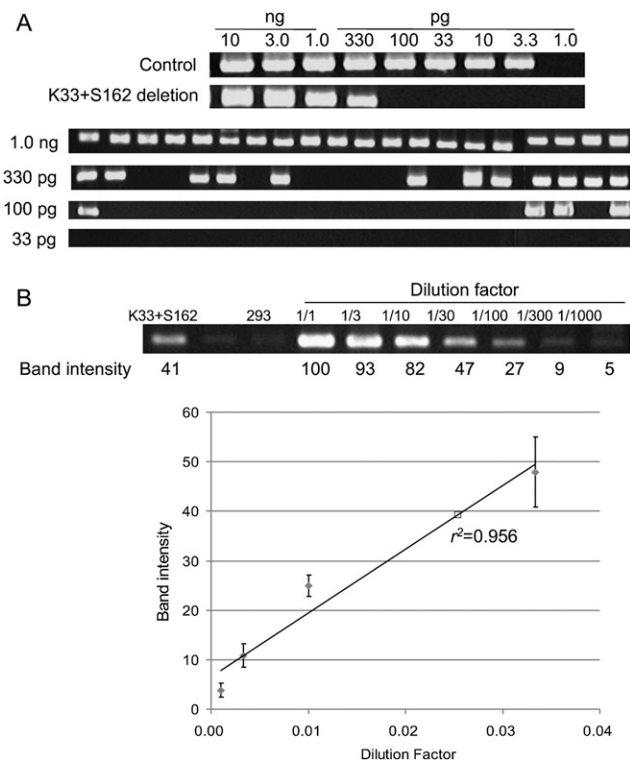 A
ng pg
10 3.0 1.0 330 100 33 10 3.3 1.0
Control
K33+S162 deletion
1.0 ng
330 pg
100 pg
33 pg
B
Dilution factor
K33+S162 293 1/1 1/3 1/10 1/30 1/100 1/300 1/1000
Band intensity 41 100 93 82 47 27 9 5
60
50
40
30
20
10
0
Band intensity
r²=0.956
0.00 0.01 0.02 0.03 0.04
Dilution Factor